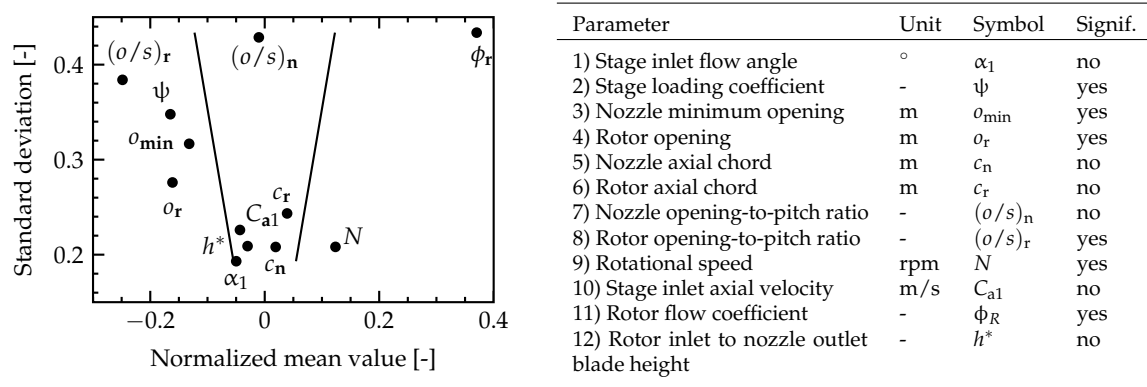 Standard deviation [-]
0.4
0.3
0.2
(o/s)r
(o/s)n
ϕr
ψ
omin
or
cr
Ca1
h*
N
cn
α1
−0.2 0 0.2 0.4
Normalized mean value [-]
Parameter Unit Symbol Signif.
1) Stage inlet flow angle ° α1 no
2) Stage loading coefficient - ψ yes
3) Nozzle minimum opening m omin yes
4) Rotor opening m or yes
5) Nozzle axial chord m cn no
6) Rotor axial chord m cr no
7) Nozzle opening-to-pitch ratio - (o/s)n no
8) Rotor opening-to-pitch ratio - (o/s)r yes
9) Rotational speed rpm N yes
10) Stage inlet axial velocity m/s Ca1 no
11) Rotor flow coefficient - ϕR yes
12) Rotor inlet to nozzle outlet - h* no
blade height